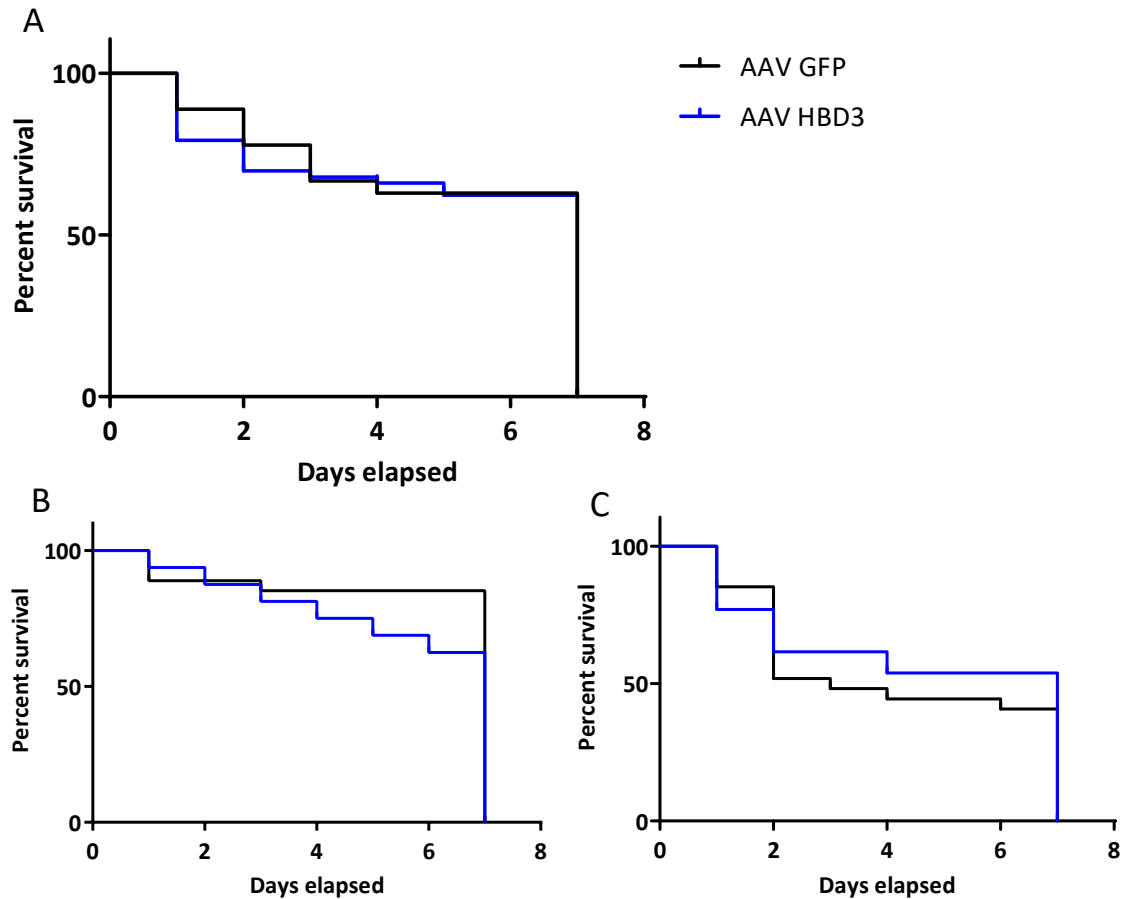 A
AAV GFP
AAV HBD3
Percent survival
100
50
0
0 2 4 6 8
Days elapsed
B
Percent survival
100
50
0
0 2 4 6 8
Days elapsed
C
Percent survival
100
50
0
0 2 4 6 8
Days elapsed